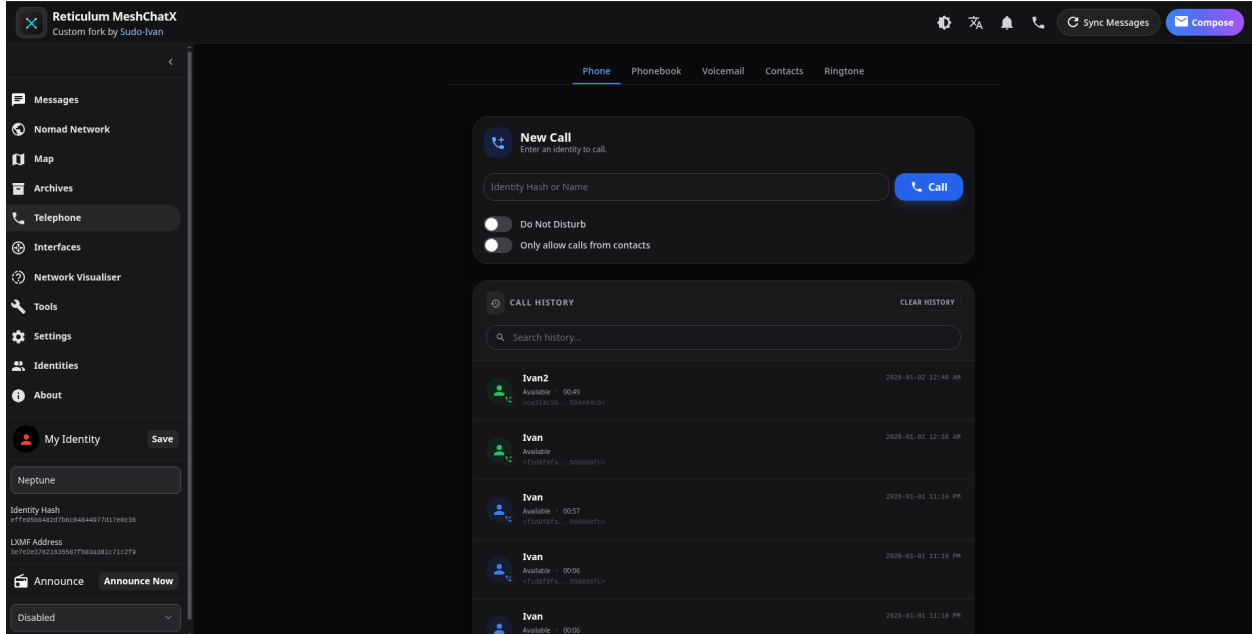 Reticulum MeshChatX
Custom fork by Sudo-Ivan
Sync Messages
Compose
Messages
Nomad Network
Map
Archives
Telephone
Interfaces
Network Visualiser
Tools
Settings
Identities
About
My Identity
Save
Neptune
Identity Hash
LXMF Address
Announce
Announce Now
Disabled
Phone
Phonebook
Voicemail
Contacts
Ringtone
New Call
Enter an identity to call.
Identity Hash or Name
Call
Do Not Disturb
Only allow calls from contacts
CALL HISTORY
CLEAR HISTORY
Search history...
Ivan2
2026-01-02 12:40 AM
Available · 00:49
Ivan
2026-01-02 12:38 AM
Available
Ivan
2026-01-01 11:19 PM
Available · 00:57
Ivan
2026-01-01 11:19 PM
Available · 00:06
Ivan
2026-01-01 11:18 PM
Available · 00:06